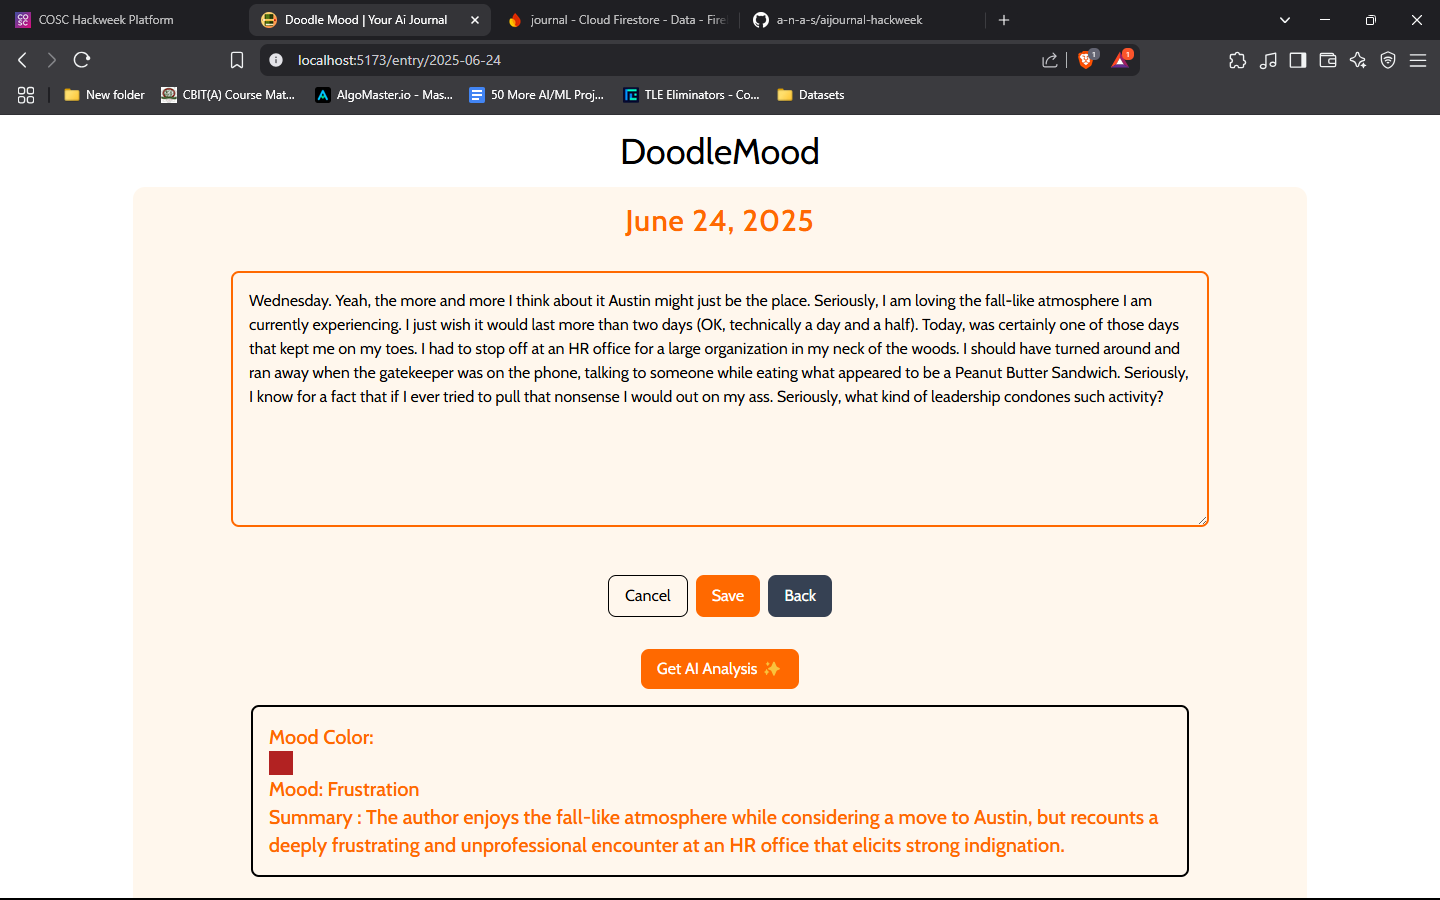 COSC Hackweek Platform
Doodle Mood | Your Ai Journal
journal - Cloud Firestore - Data - Fire
a-n-a-s/aijournal-hackweek
localhost:5173/entry/2025-06-24
1
1
New folder
CBIT(A) Course Mat...
AlgoMaster.io - Mas...
50 More AI/ML Proj...
TLE Eliminators - Co...
Datasets
DoodleMood
June 24, 2025
Wednesday. Yeah, the more and more I think about it Austin might just be the place. Seriously, I am loving the fall-like atmosphere I am
currently experiencing. I just wish it would last more than two days (OK, technically a day and a half). Today, was certainly one of those days
that kept me on my toes. I had to stop off at an HR office for a large organization in my neck of the woods. I should have turned around and
ran away when the gatekeeper was on the phone, talking to someone while eating what appeared to be a Peanut Butter Sandwich. Seriously,
I know for a fact that if I ever tried to pull that nonsense I would out on my ass. Seriously, what kind of leadership condones such activity?
Cancel
Save
Back
Get AI Analysis ✨
Mood Color:
Mood: Frustration
Summary : The author enjoys the fall-like atmosphere while considering a move to Austin, but recounts a
deeply frustrating and unprofessional encounter at an HR office that elicits strong indignation.